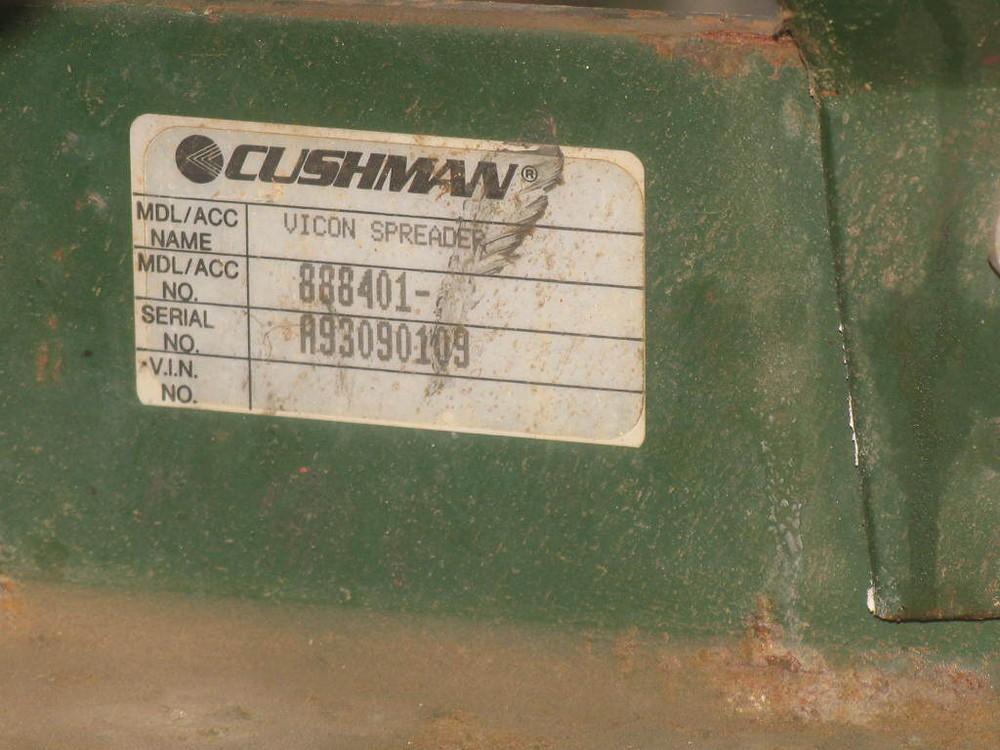 CUSHMAN®
MDL/ACC NAME VICON SPREADER
MDL/ACC NO. 888401-
SERIAL NO. A93090109
V.I.N. NO.